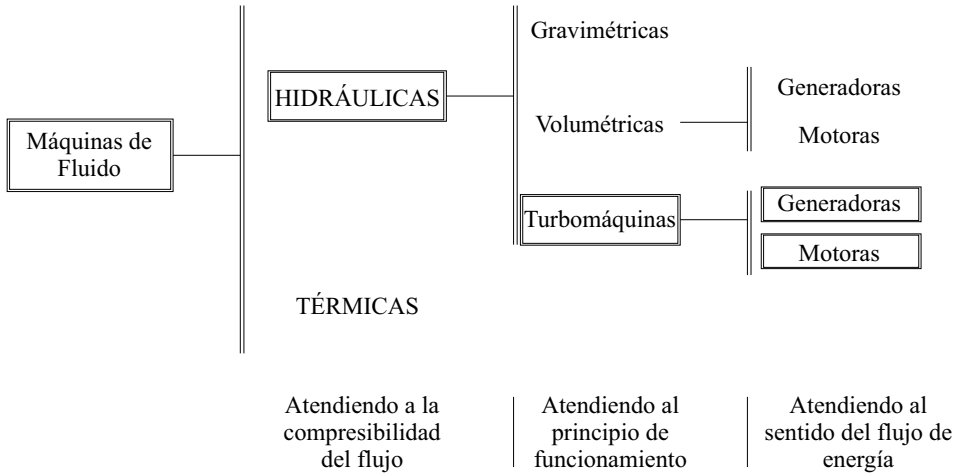 Máquinas de
Fluido
HIDRÁULICAS
TÉRMICAS
Gravimétricas
Volumétricas
Turbomáquinas
Generadoras
Motoras
Generadoras
Motoras
Atendiendo a la
compresibilidad
del flujo
Atendiendo al
principio de
funcionamiento
Atendiendo al
sentido del flujo de
energía